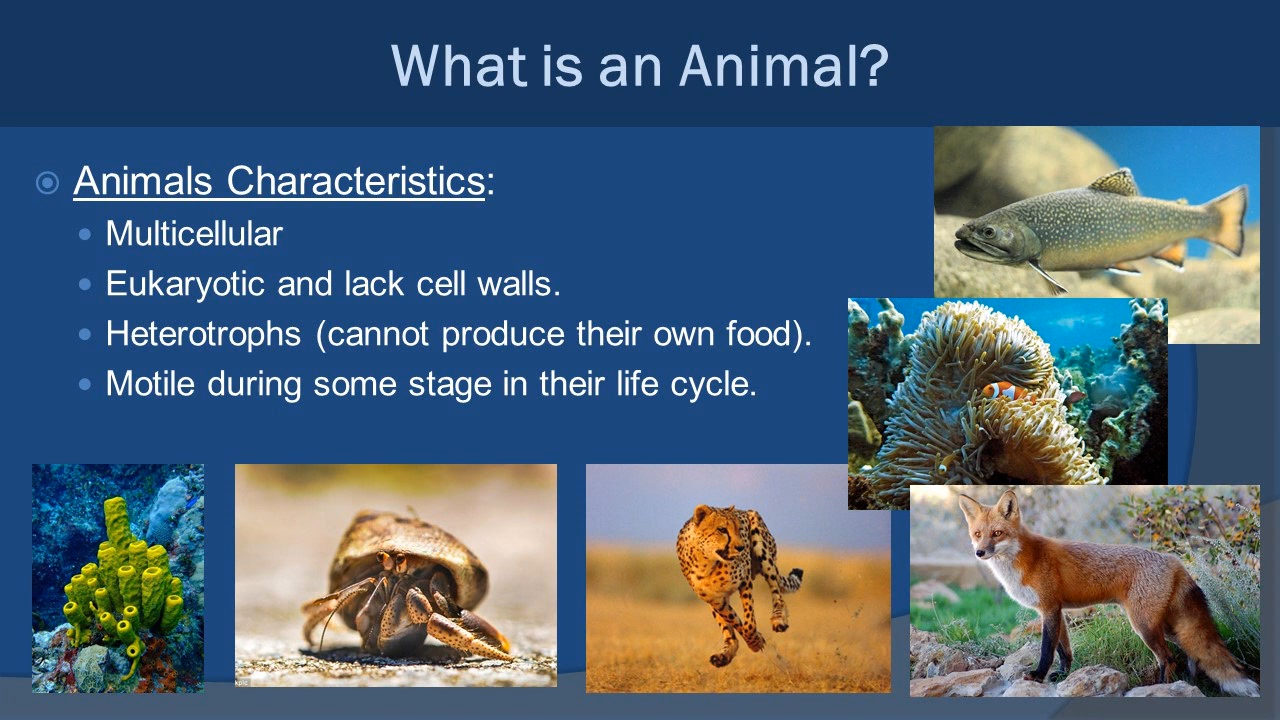 What is an Animal?
Animals Characteristics:
Multicellular
Eukaryotic and lack cell walls.
Heterotrophs (cannot produce their own food).
Motile during some stage in their life cycle.